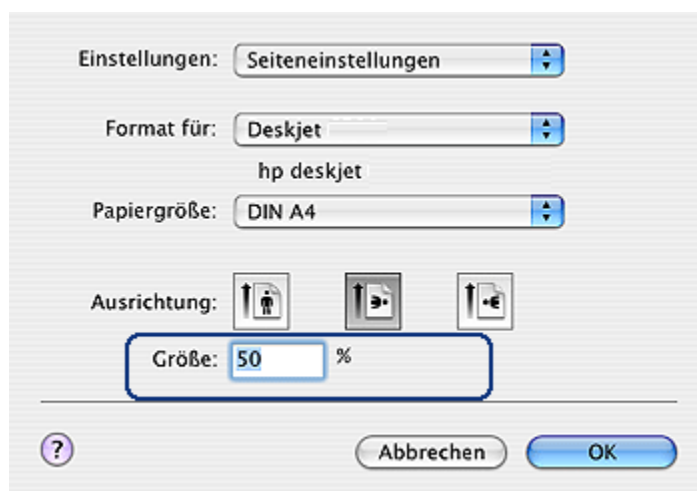 Einstellungen: Seiteneinstellungen
Format für: Deskjet
hp deskjet
Papiergröße: DIN A4
Ausrichtung:
Größe: 50 %
? Abbrechen OK